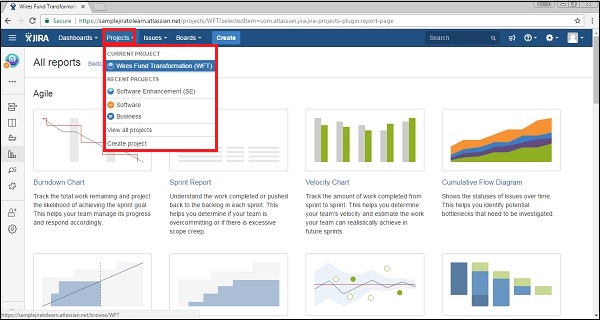 Wires Fund Transformation
Secure
https://samplejiratolearn.atlassian.net/projects/WFT?selectedItem=com.atlassian.jira.jira-projects-plugin:report-page
JIRA
Dashboards
Projects
Issues
Boards
Create
Search
All reports
Switc
CURRENT PROJECT
Wires Fund Transformation (WFT)
RECENT PROJECTS
Software Enhancement (SE)
Software
Business
View all projects
Create project
Agile
Burndown Chart
Track the total work remaining and project
the likelihood of achieving the sprint goal.
This helps your team manage its progress
and respond accordingly.
Sprint Report
Understand the work completed or pushed
back to the backlog in each sprint. This
helps you determine if your team is
overcommitting or if there is excessive
scope creep.
Velocity Chart
Track the amount of work completed from
sprint to sprint. This helps you determine
your team's velocity and estimate the work
your team can realistically achieve in
future sprints.
Cumulative Flow Diagram
Shows the statuses of issues over time.
This helps you identify potential
bottlenecks that need to be investigated.
https://samplejiratolearn.atlassian.net/browse/WFT